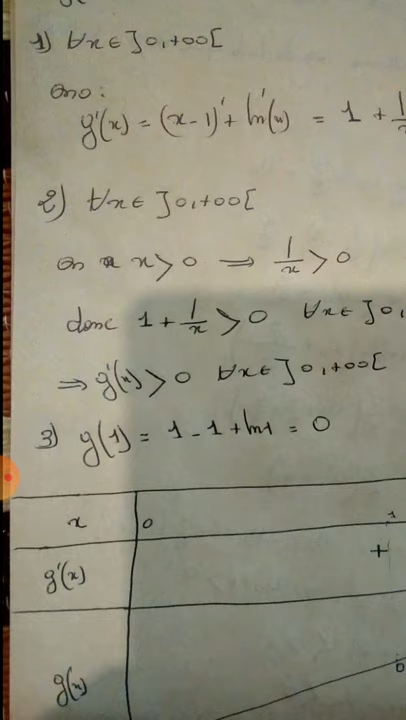 1) ∀x ∈ ]0,+∞[
on a :
g'(x) = (x-1)' + ln'(x) = 1 + 1
2) ∀x ∈ ]0,+∞[
on a x > 0 ⟹ 1/x > 0
donc 1 + 1/x > 0 ∀x ∈ ]0,
⟹ g'(x) > 0 ∀x ∈ ]0,+∞[
3) g(1) = 1 - 1 + ln1 = 0
x 0 1
g'(x) +
g(x) 0